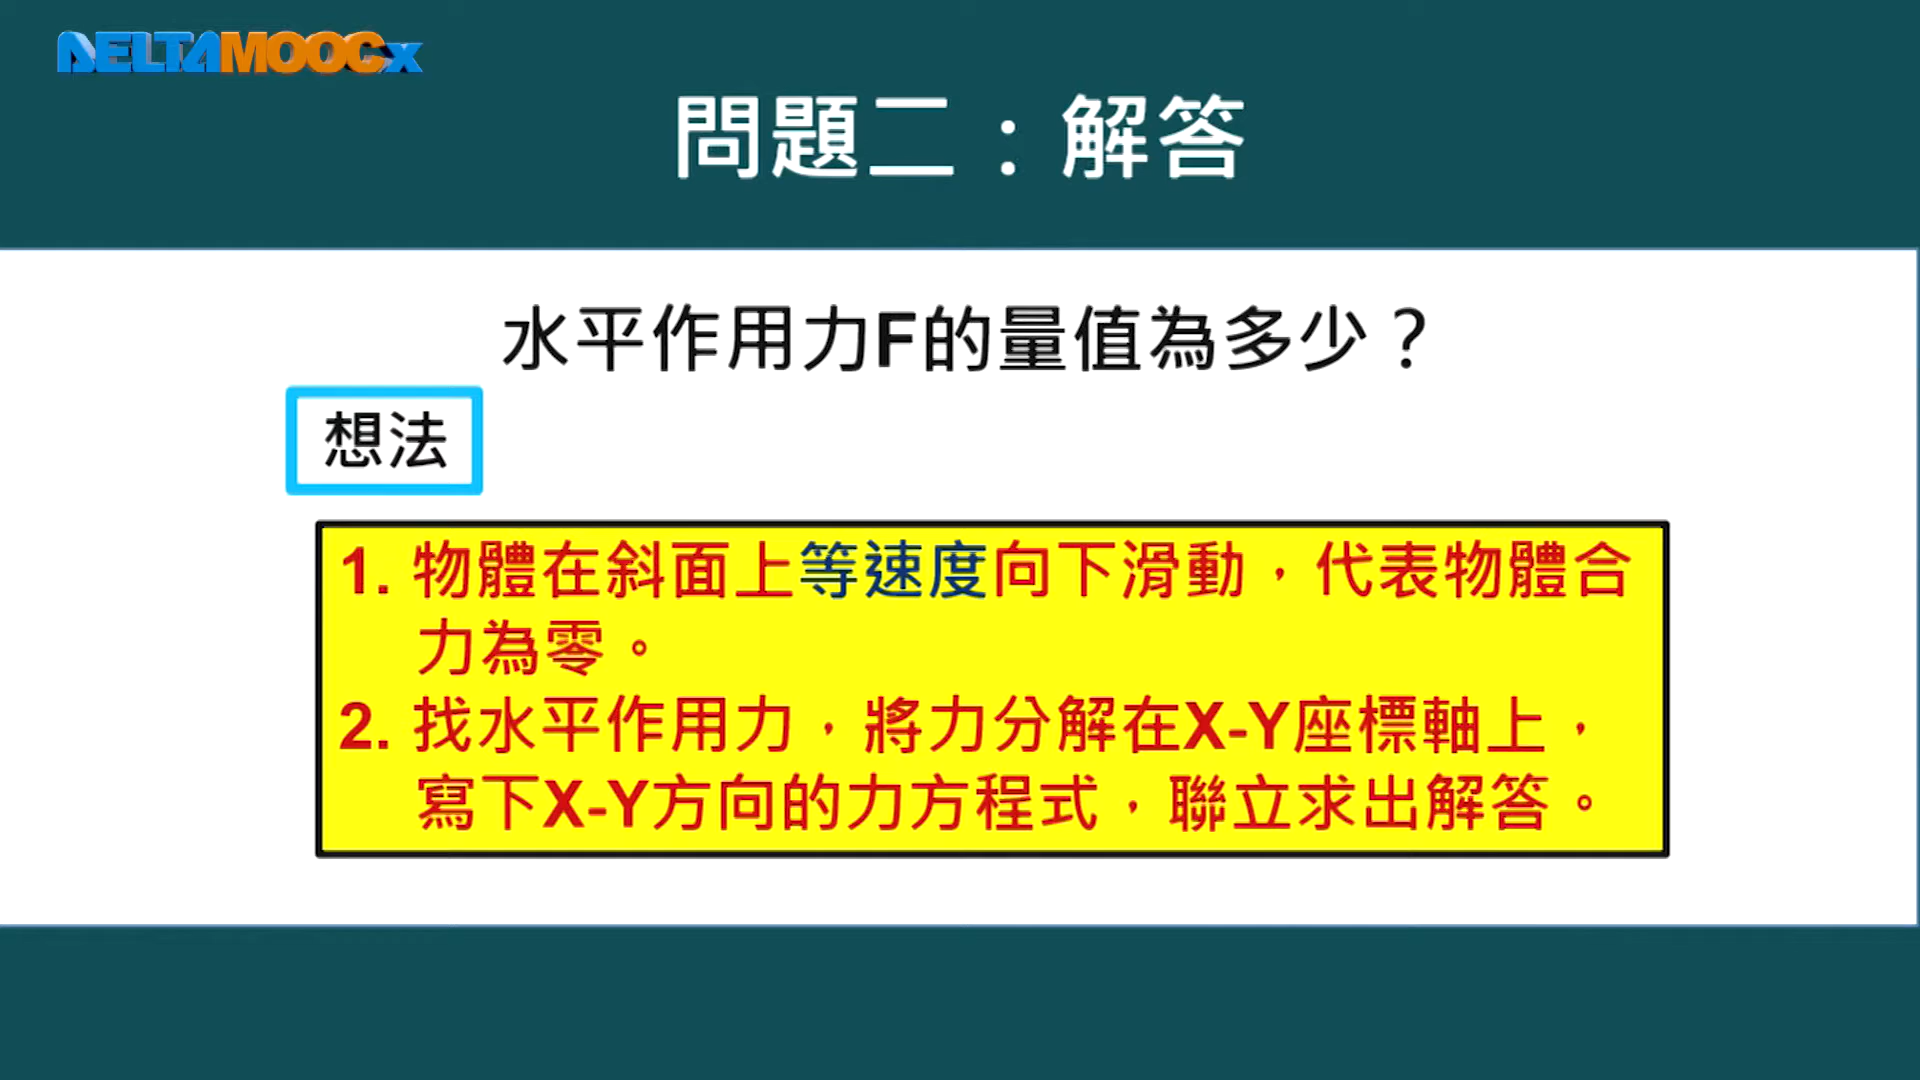 DELTAMOOCx
問題二：解答
水平作用力F的量值為多少？
想法
1. 物體在斜面上等速度向下滑動，代表物體合
力為零。
2. 找水平作用力，將力分解在X-Y座標軸上，
寫下X-Y方向的力方程式，聯立求出解答。